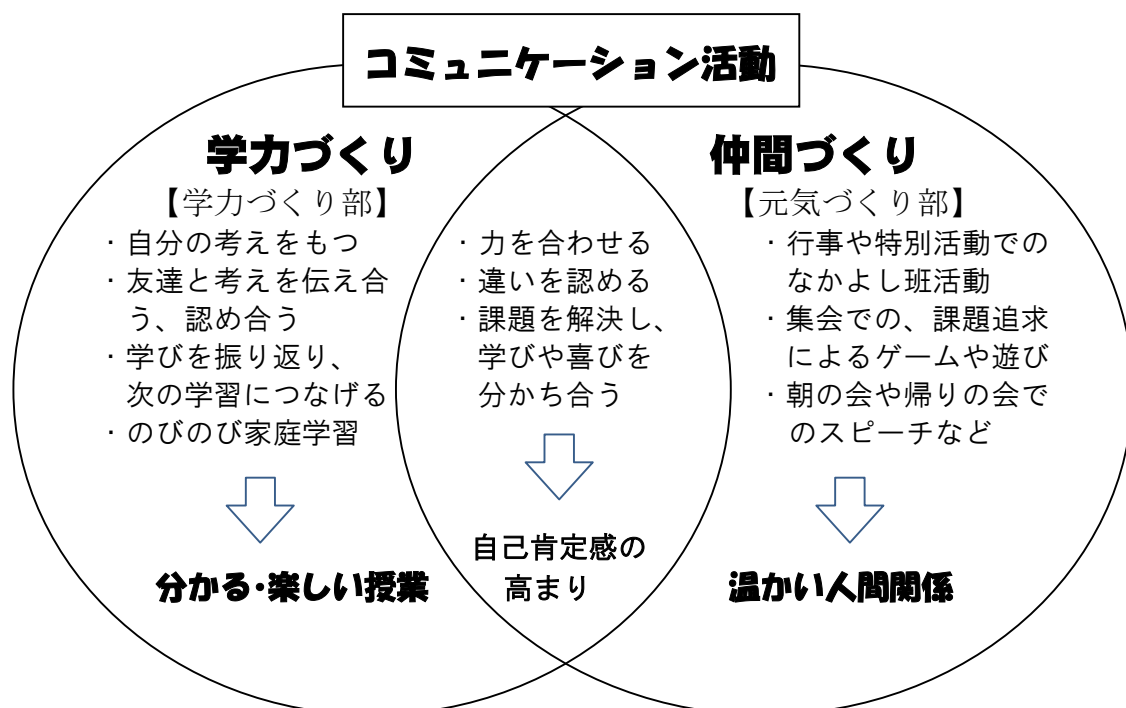 コミュニケーション活動
学力づくり
【学力づくり部】
・自分の考えをもつ
・友達と考えを伝え合
う、認め合う
・学びを振り返り、
次の学習につなげる
・のびのび家庭学習
分かる・楽しい授業
・力を合わせる
・違いを認める
・課題を解決し、
学びや喜びを
分かち合う
自己肯定感の
高まり
仲間づくり
【元気づくり部】
・行事や特別活動での
なかよし班活動
・集会での、課題追求
によるゲームや遊び
・朝の会や帰りの会で
のスピーチなど
温かい人間関係